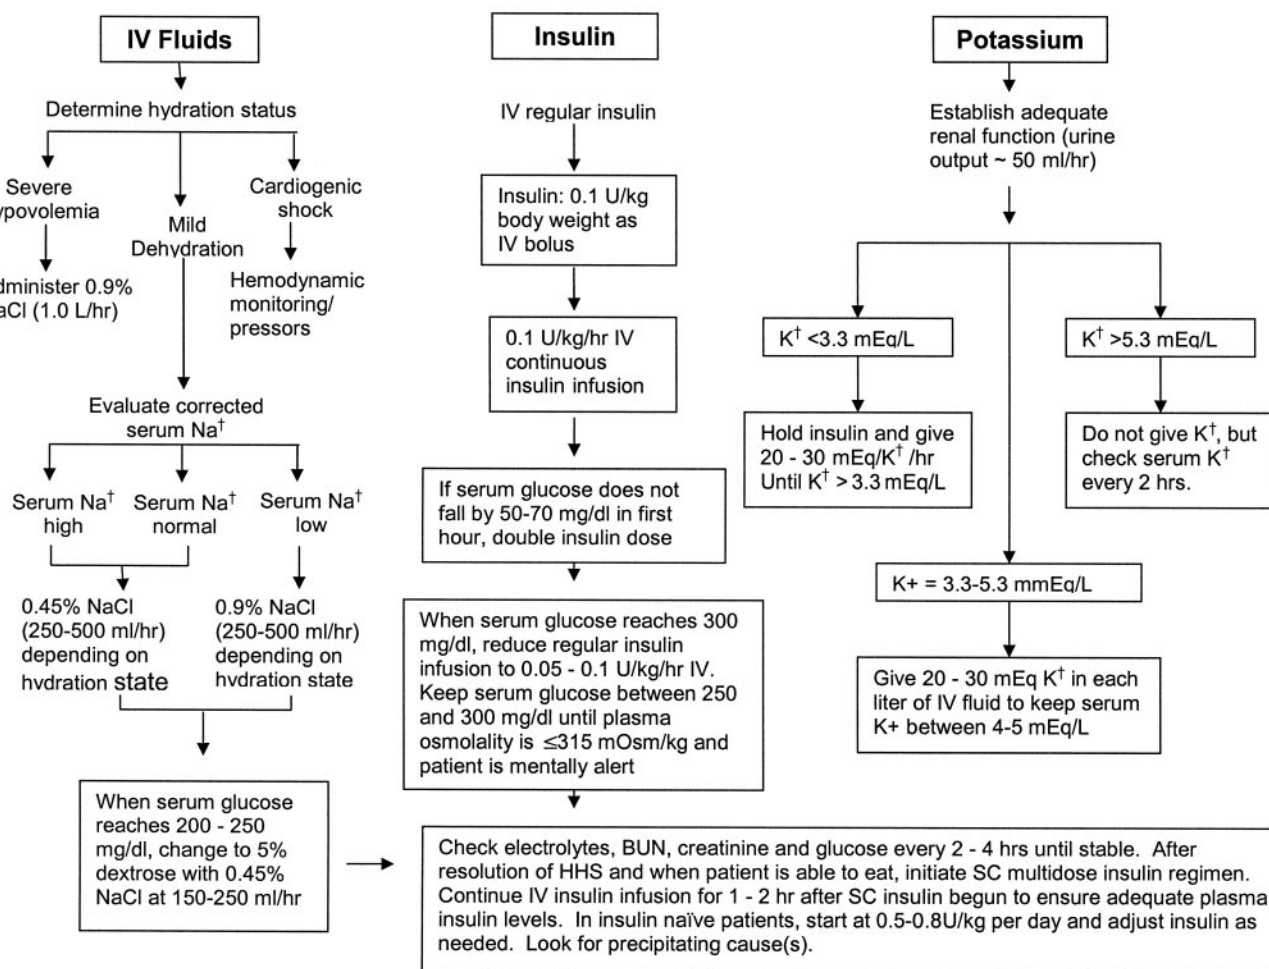 IV Fluids
Determine hydration status
Severe
ypovolemia
dminister 0.9%
aCl (1.0 L/hr)
Mild
Dehydration
Cardiogenic
shock
Hemodynamic
monitoring/
pressors
Evaluate corrected
serum Na†
Serum Na†
high
Serum Na†
normal
Serum Na†
low
0.45% NaCl
(250-500 ml/hr)
depending on
hvdration state
0.9% NaCl
(250-500 ml/hr)
depending on
hvdration state
When serum glucose
reaches 200 - 250
mg/dl, change to 5%
dextrose with 0.45%
NaCl at 150-250 ml/hr
Insulin
IV regular insulin
Insulin: 0.1 U/kg
body weight as
IV bolus
0.1 U/kg/hr IV
continuous
insulin infusion
If serum glucose does not
fall by 50-70 mg/dl in first
hour, double insulin dose
When serum glucose reaches 300
mg/dl, reduce regular insulin
infusion to 0.05 - 0.1 U/kg/hr IV.
Keep serum glucose between 250
and 300 mg/dl until plasma
osmolality is ≤315 mOsm/kg and
patient is mentally alert
Potassium
Establish adequate
renal function (urine
output ~ 50 ml/hr)
K† <3.3 mEq/L
Hold insulin and give
20 - 30 mEq/K† /hr
Until K† > 3.3 mEq/L
K† >5.3 mEq/L
Do not give K†, but
check serum K†
every 2 hrs.
K+ = 3.3-5.3 mmEq/L
Give 20 - 30 mEq K† in each
liter of IV fluid to keep serum
K+ between 4-5 mEq/L
Check electrolytes, BUN, creatinine and glucose every 2 - 4 hrs until stable. After
resolution of HHS and when patient is able to eat, initiate SC multidose insulin regimen.
Continue IV insulin infusion for 1 - 2 hr after SC insulin begun to ensure adequate plasma
insulin levels. In insulin naïve patients, start at 0.5-0.8U/kg per day and adjust insulin as
needed. Look for precipitating cause(s).